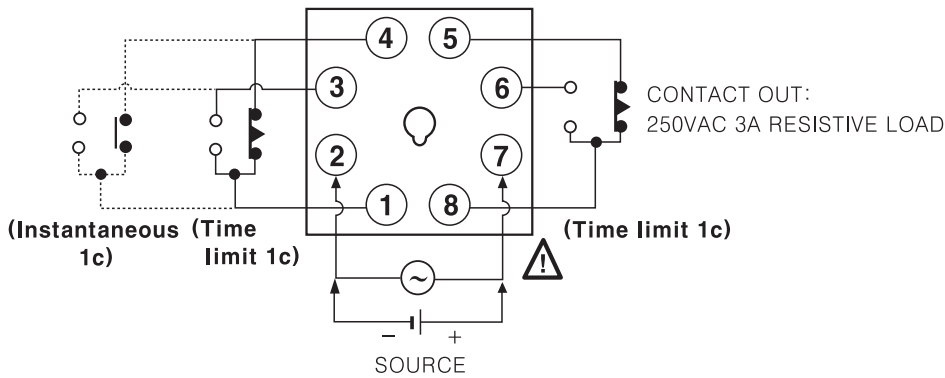 4 5
3 6
2 7
1 8
CONTACT OUT:
250VAC 3A RESISTIVE LOAD
(Instantaneous
1c)
(Time
limit 1c)
(Time limit 1c)
!
~
− +
SOURCE